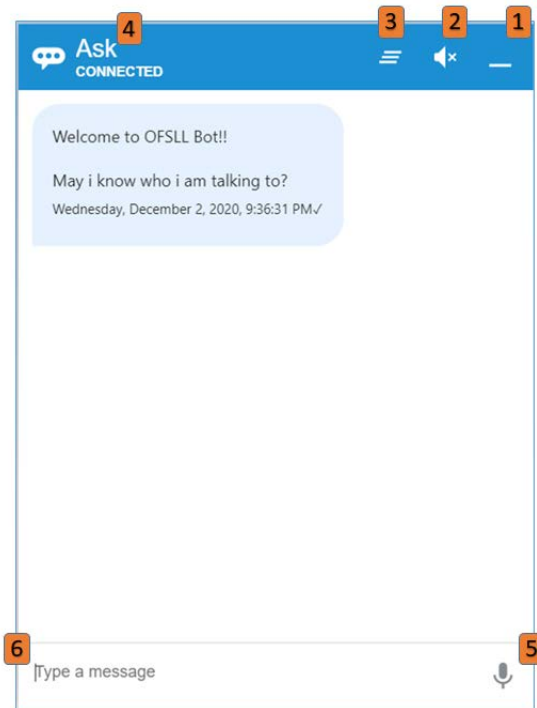 4
3
2
1
Ask
CONNECTED
Welcome to OFSLL Bot!!
May i know who i am talking to?
Wednesday, December 2, 2020, 9:36:31 PM✓
6
5
Type a message